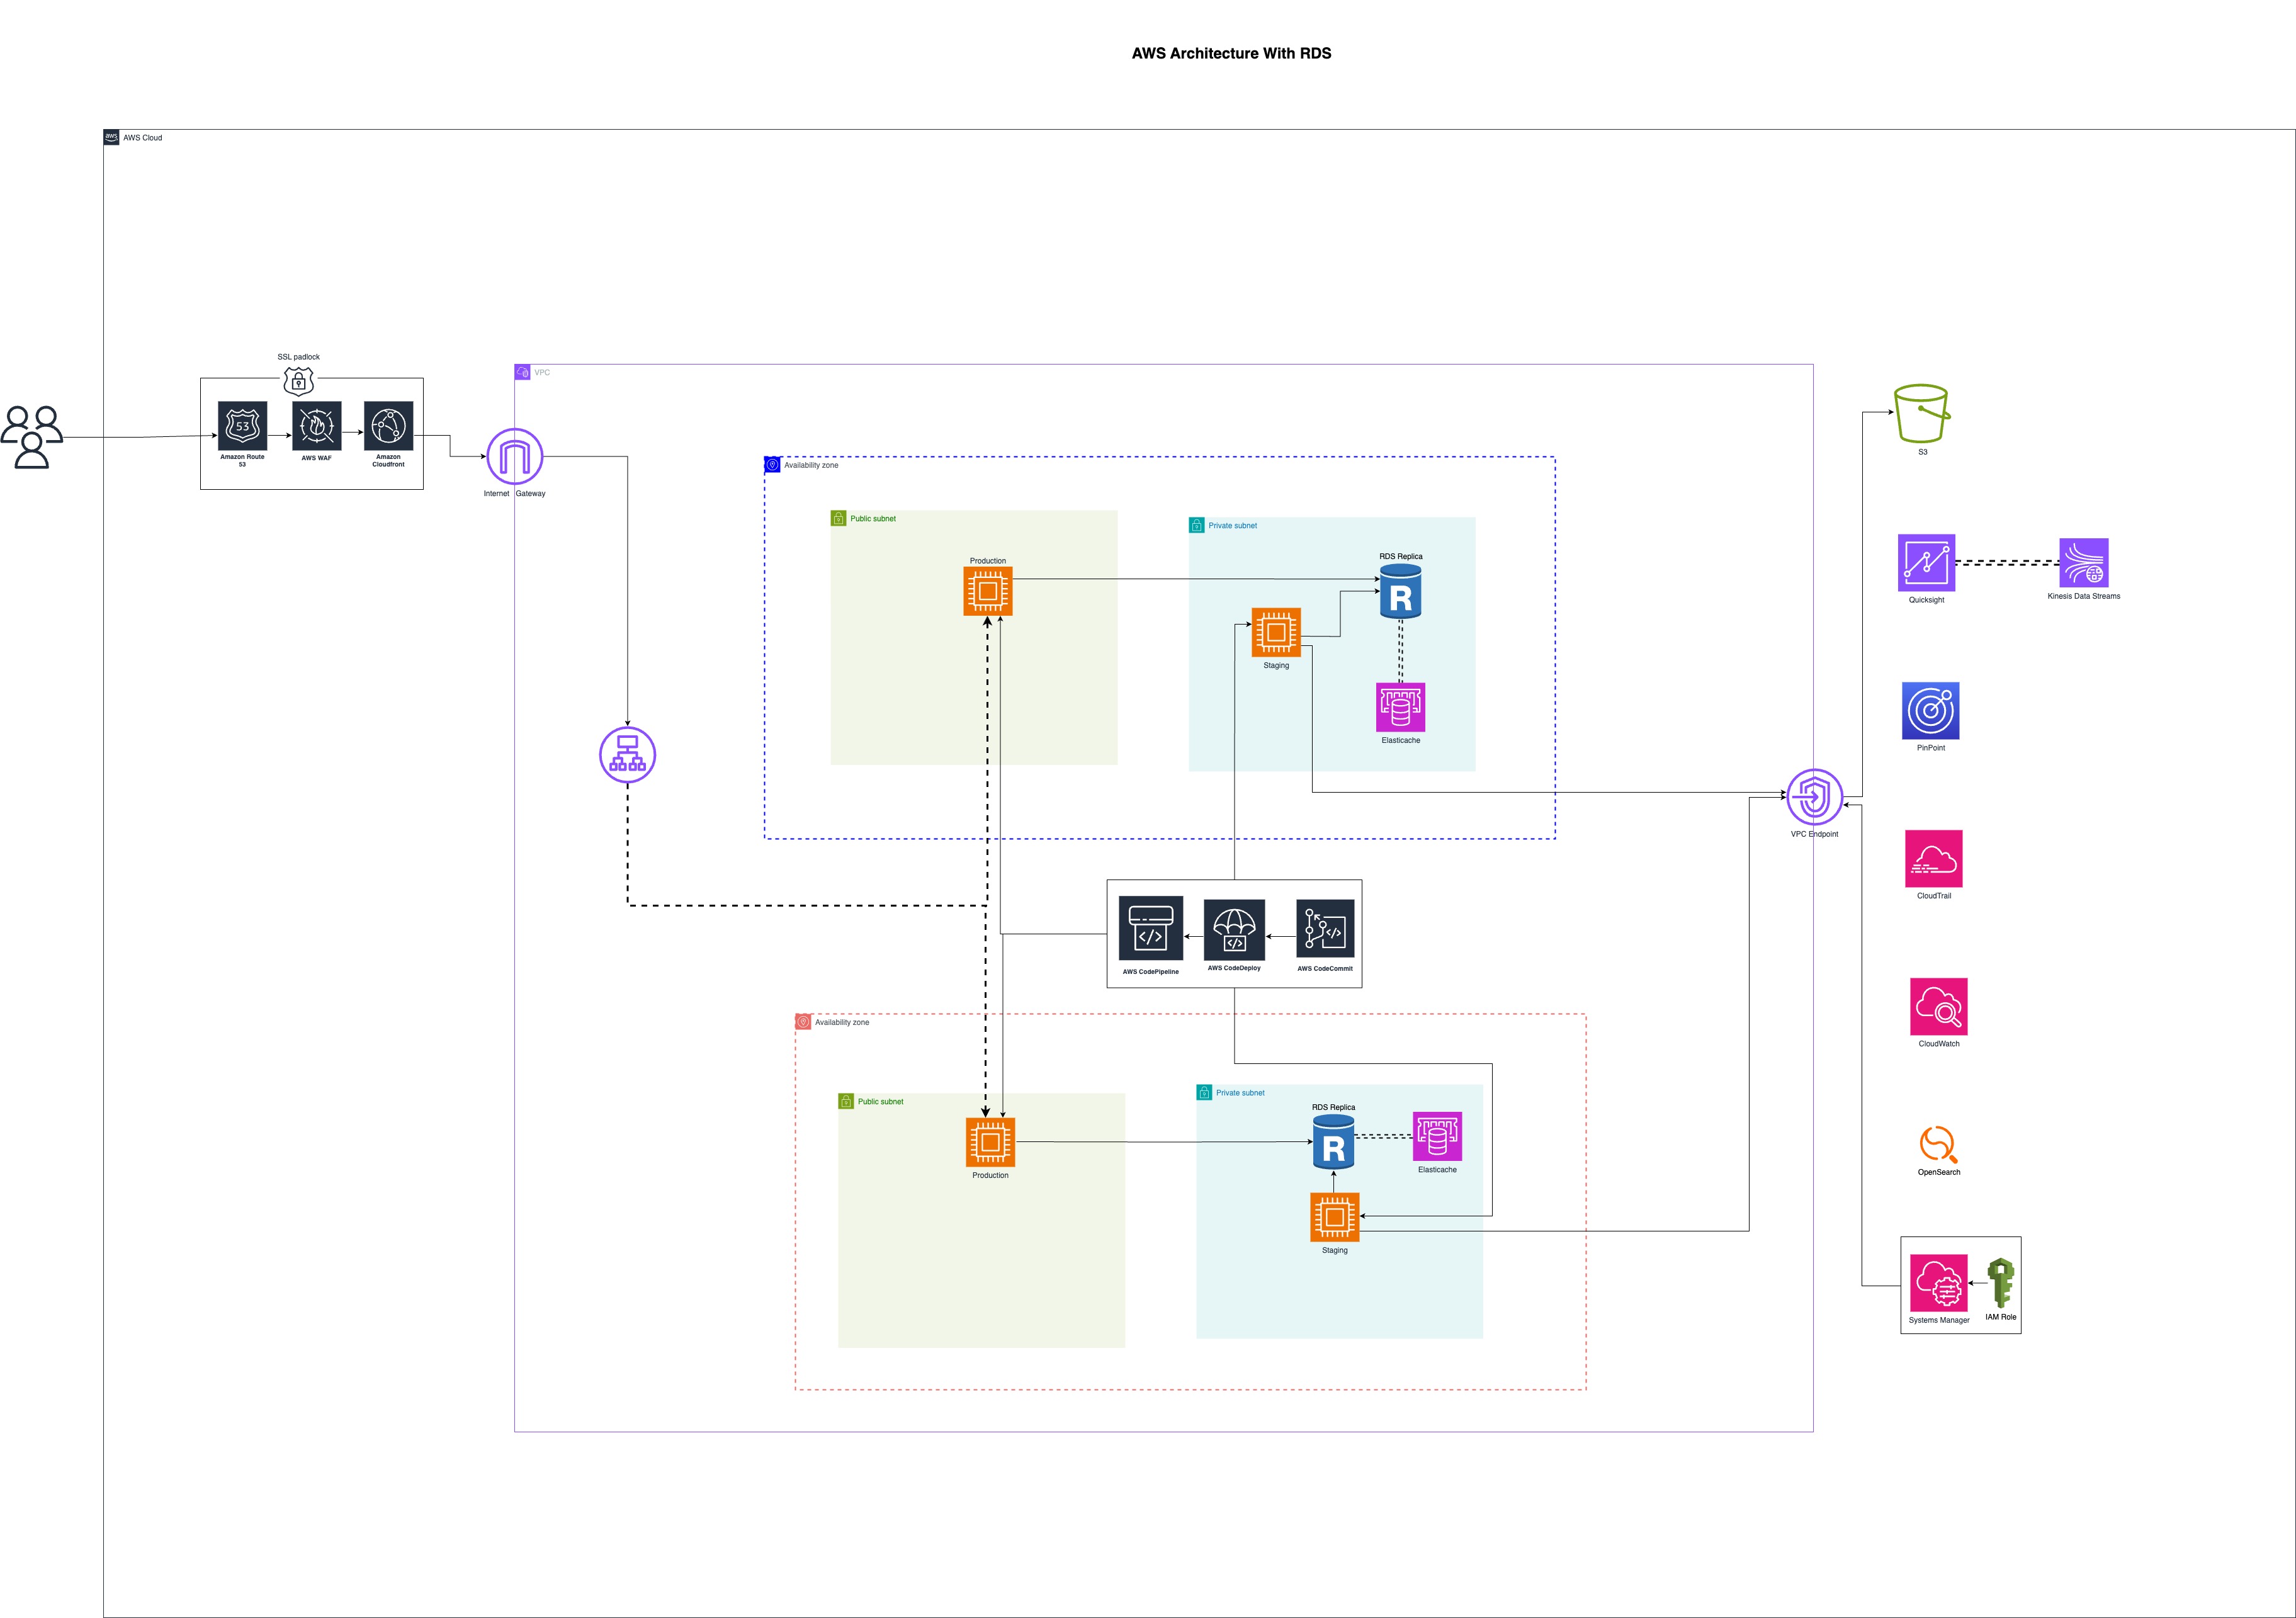 AWS Architecture With RDS
aws
AWS Cloud
SSL padlock
53
Amazon Route
53
AWS WAF
Amazon
Cloudfront
Internet Gateway
VPC
Availability zone
Public subnet
Production
Private subnet
RDS Replica
R
Staging
Elasticache
VPC Endpoint
S3
Quicksight
Kinesis Data Streams
PinPoint
CloudTrail
CloudWatch
OpenSearch
Systems Manager
IAM Role
</>
AWS CodePipeline
</>
AWS CodeDeploy
</>
AWS CodeCommit
Availability zone
Public subnet
Production
Private subnet
RDS Replica
R
Elasticache
Staging